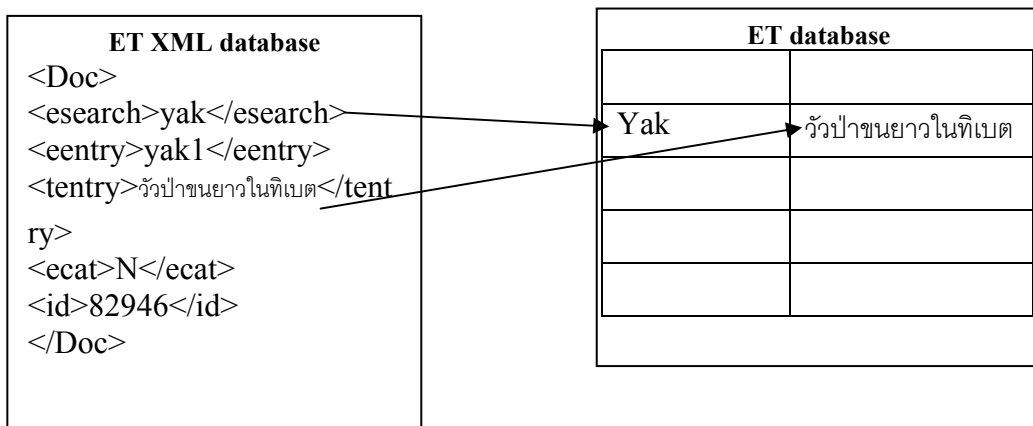 ET XML database
<Doc>
<esearch>yak</esearch>
<eentry>yak1</eentry>
<tentry>วัวป่าขนยาวในทิเบต</tent
ry>
<ecat>N</ecat>
<id>82946</id>
</Doc>
ET database
Yak วัวป่าขนยาวในทิเบต